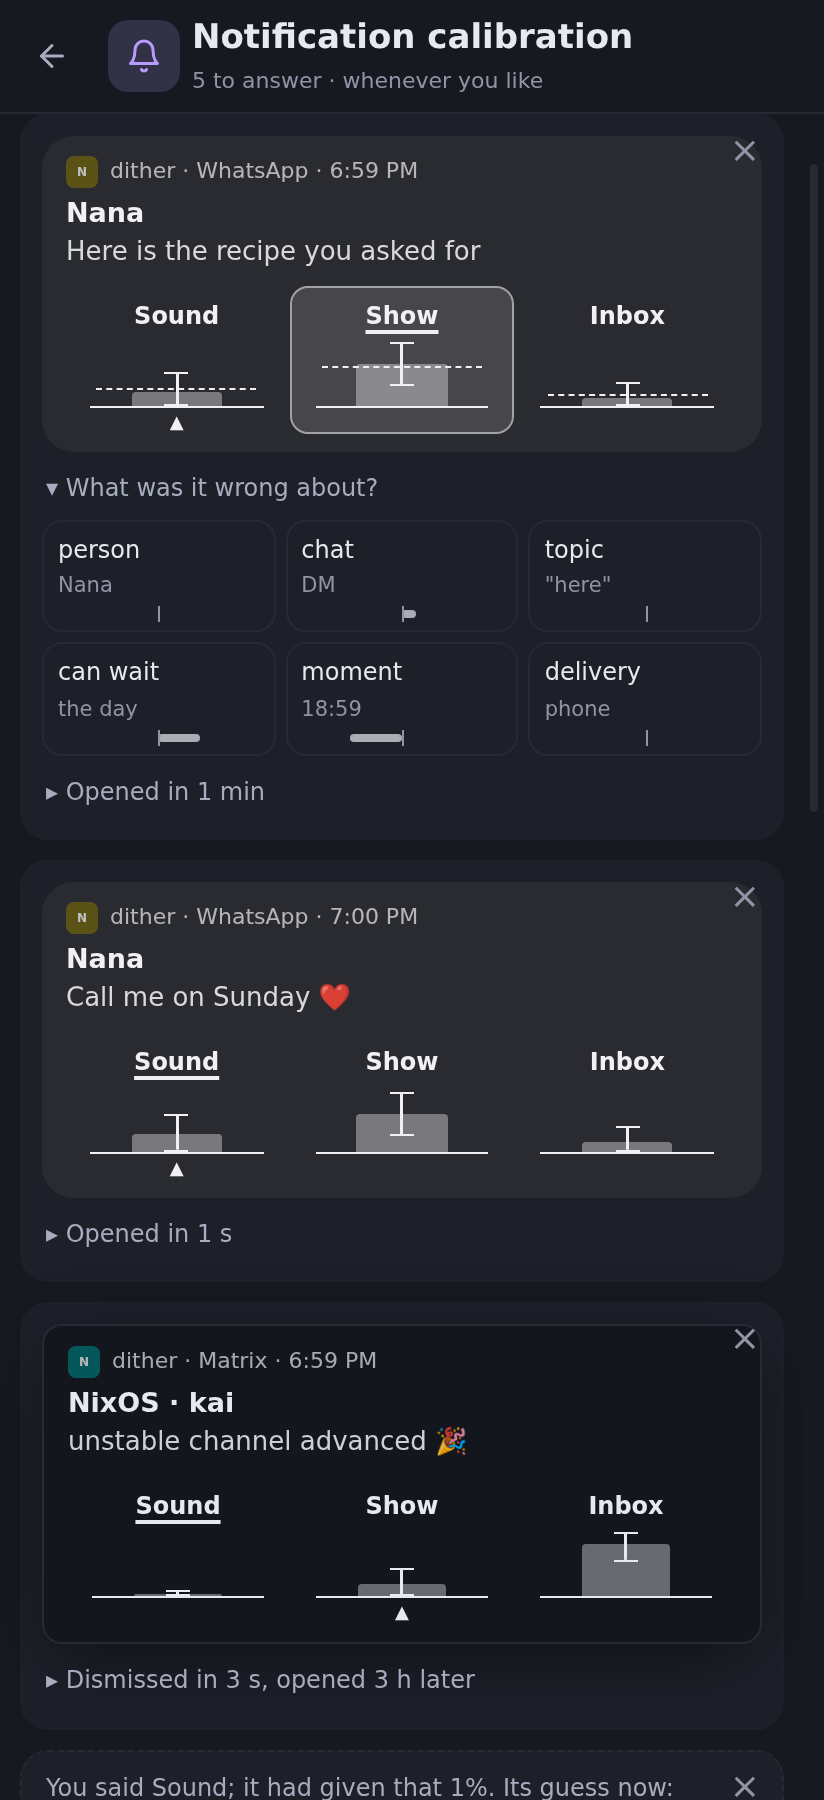 Notification calibration
5 to answer · whenever you like
N dither · WhatsApp · 6:59 PM
Nana
Here is the recipe you asked for
Sound Show Inbox
▲
▾ What was it wrong about?
person chat topic
Nana DM "here"
can wait moment delivery
the day 18:59 phone
▸ Opened in 1 min
N dither · WhatsApp · 7:00 PM
Nana
Call me on Sunday ❤️
Sound Show Inbox
▲
▸ Opened in 1 s
N dither · Matrix · 6:59 PM
NixOS · kai
unstable channel advanced 🎉
Sound Show Inbox
▲
▸ Dismissed in 3 s, opened 3 h later
You said Sound; it had given that 1%. Its guess now: